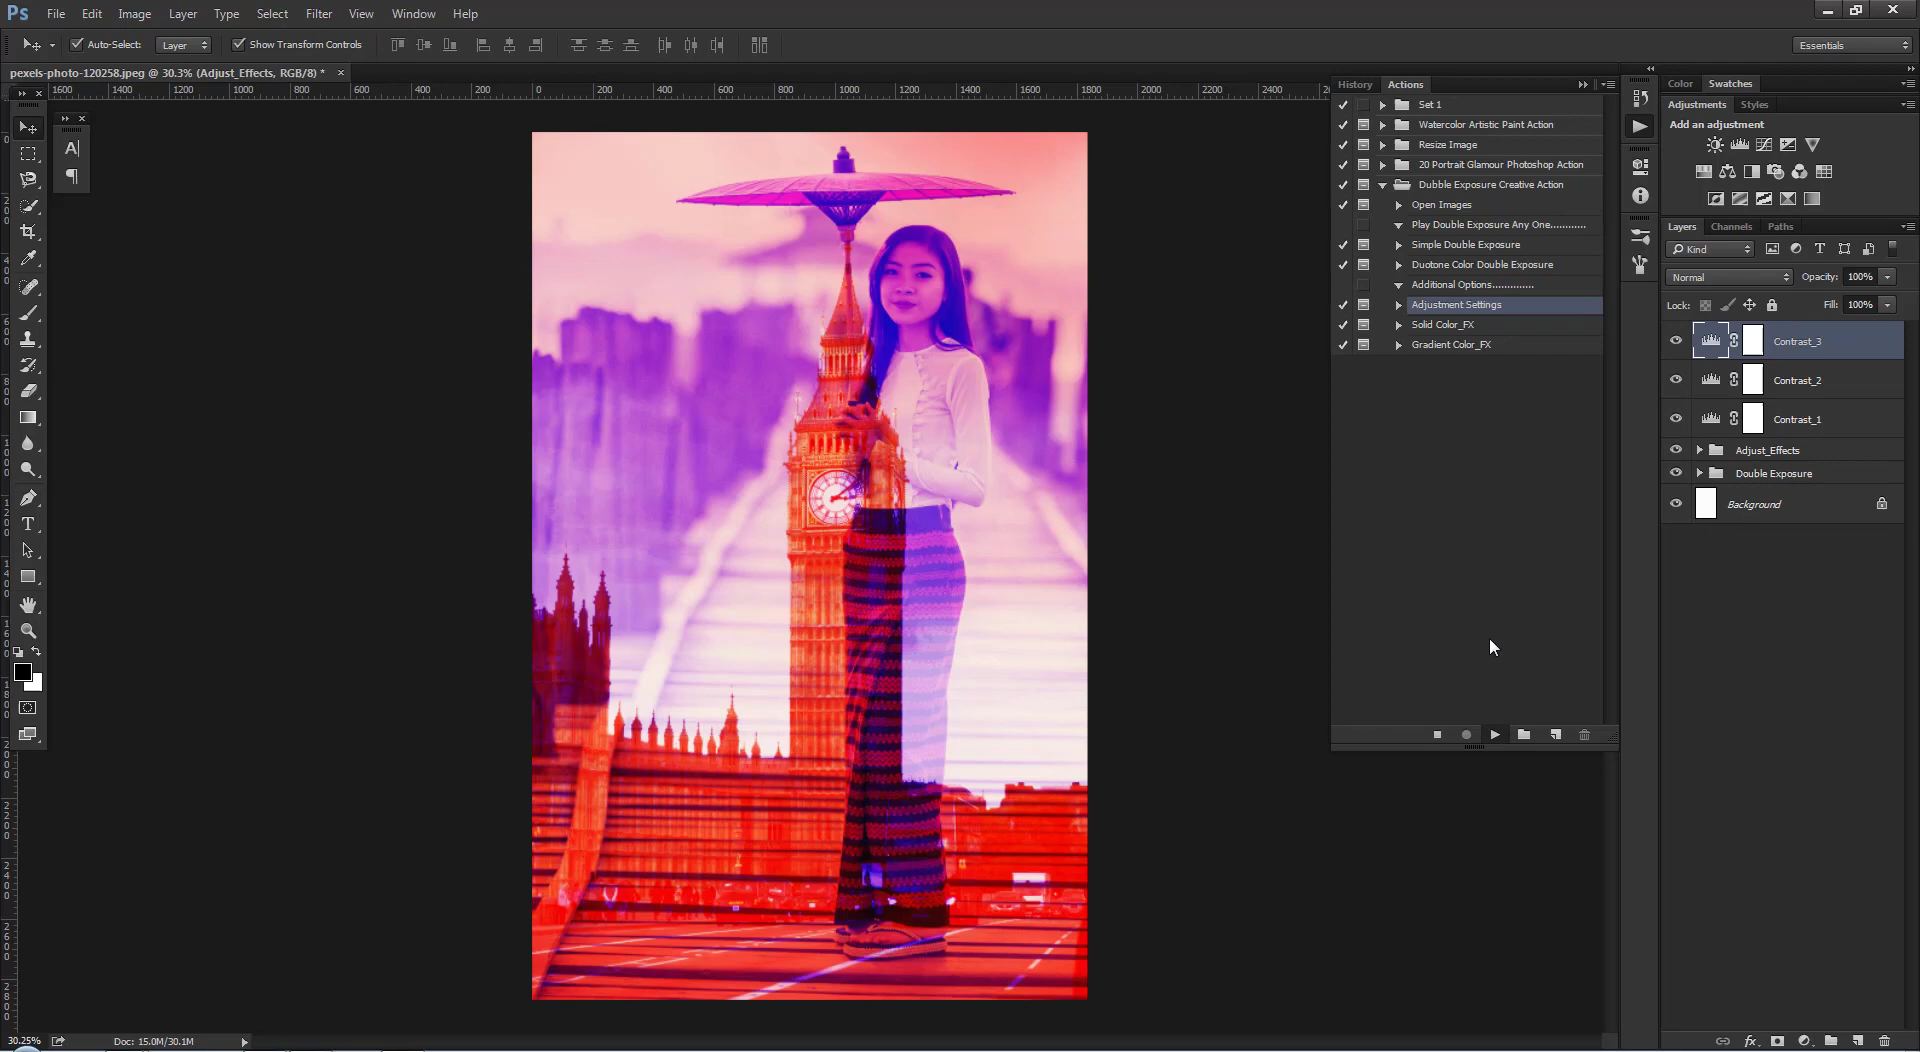 Ps File Edit Image Layer Type Select Filter View Window Help
Auto-Select: Layer Show Transform Controls Essentials
pexels-photo-120258.jpeg @ 30.3% (Adjust_Effects, RGB/8) * ×
1600 1400 1200 1000 800 600 400 200 0 200 400 600 800 1000 1200 1400 1600 1800 2000 2200 2400
History Actions
Set 1
Watercolor Artistic Paint Action
Resize Image
20 Portrait Glamour Photoshop Action
Dubble Exposure Creative Action
Open Images
Play Double Exposure Any One............
Simple Double Exposure
Duotone Color Double Exposure
Additional Options..............
Adjustment Settings
Solid Color_FX
Gradient Color_FX
Color Swatches
Adjustments Styles
Add an adjustment
Layers Channels Paths
Kind
Normal Opacity: 100%
Lock: Fill: 100%
Contrast_3
Contrast_2
Contrast_1
Adjust_Effects
Double Exposure
Background
30.25% Doc: 15.0M/30.1M